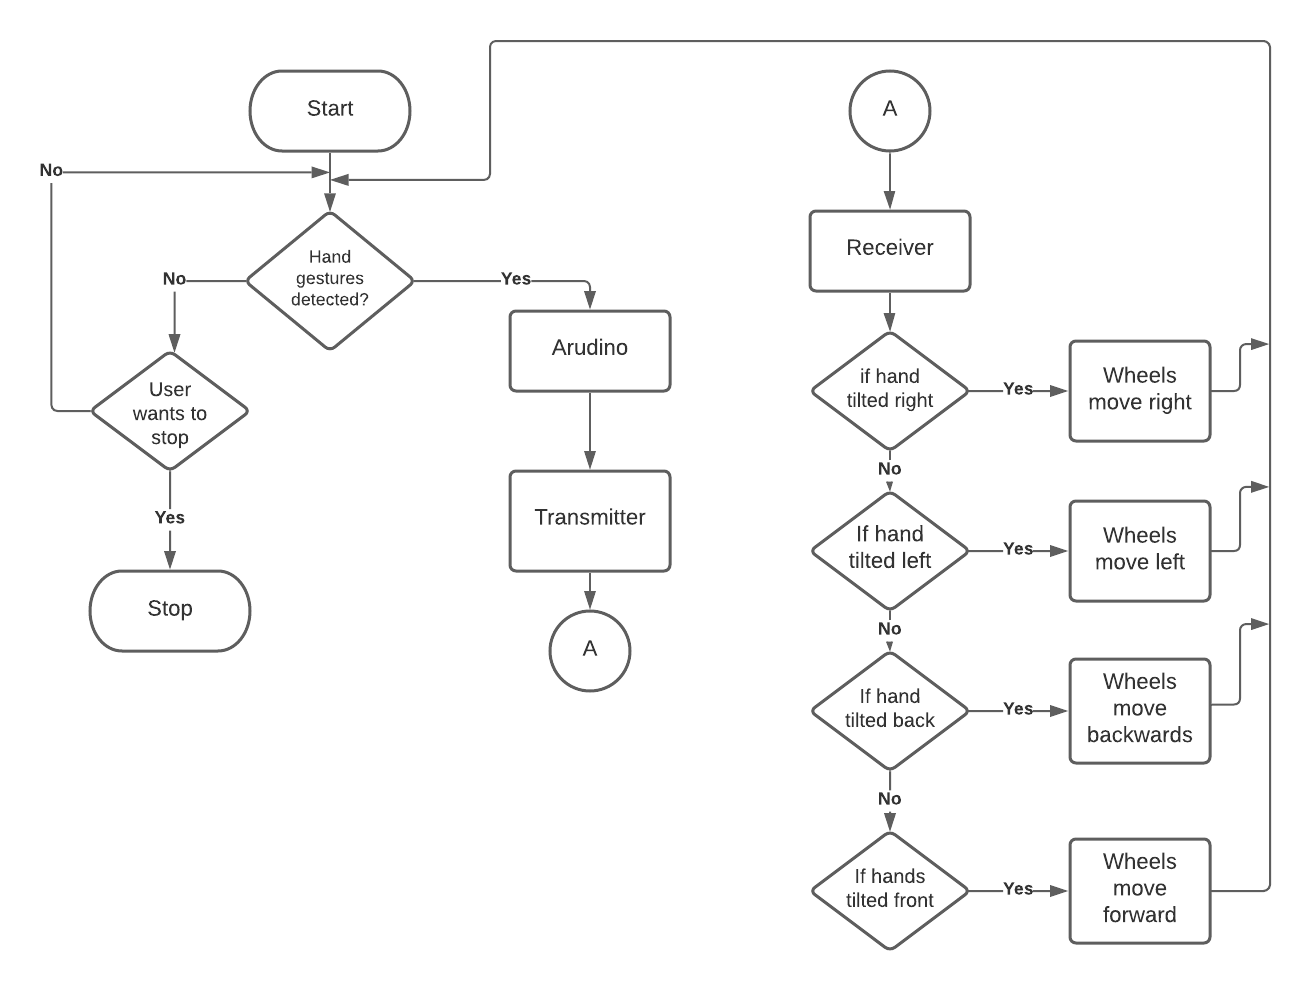 Start
No
Hand
gestures
detected?
No
Yes
User
wants to
stop
Yes
Stop
Arudino
Transmitter
A
A
Receiver
if hand
tilted right
Yes
Wheels
move right
No
If hand
tilted left
Yes
Wheels
move left
No
If hand
tilted back
Yes
Wheels
move
backwards
No
If hands
tilted front
Yes
Wheels
move
forward